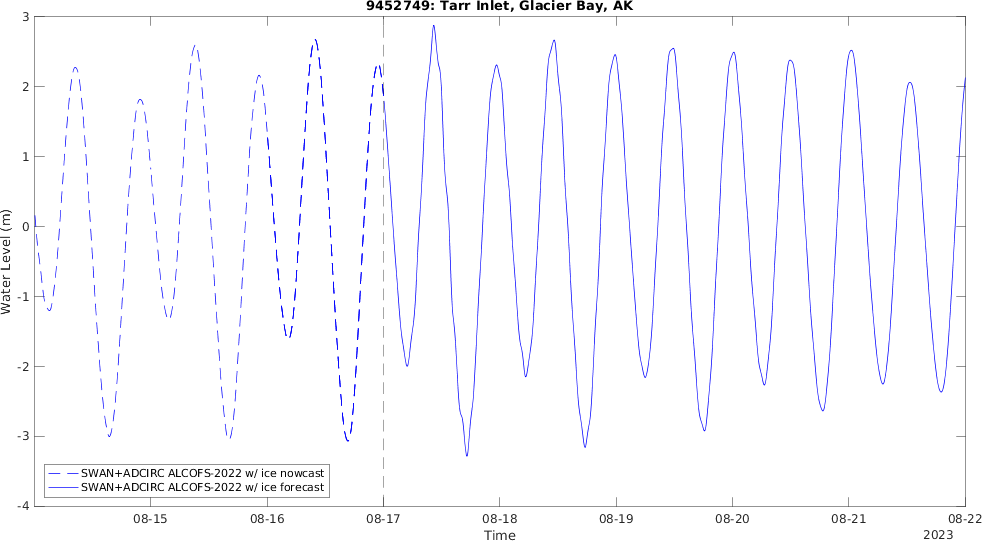 9452749: Tarr Inlet, Glacier Bay, AK
3
2
1
0
-1
-2
-3
-4
Water Level (m)
SWAN+ADCIRC ALCOFS-2022 w/ ice nowcast
SWAN+ADCIRC ALCOFS-2022 w/ ice forecast
08-15 08-16 08-17 08-18 08-19 08-20 08-21 08-22
Time
2023